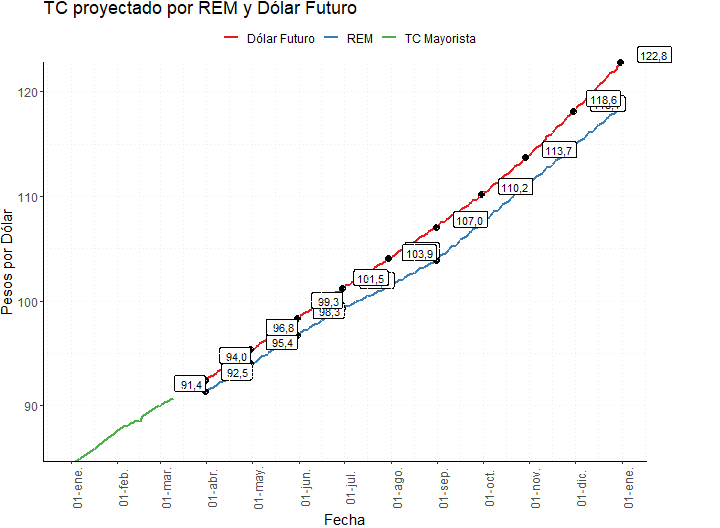 TC proyectado por REM y Dólar Futuro
Dólar Futuro
REM
TC Mayorista
Pesos por Dólar
120
110
100
90
122,8
118,6
113,7
110,2
107,0
103,9
101,5
99,3
98,3
96,8
95,4
94,0
92,5
91,4
01-ene.
01-feb.
01-mar.
01-abr.
01-may.
01-jun.
01-jul.
01-ago.
01-sep.
01-oct.
01-nov.
01-dic.
01-ene.
Fecha